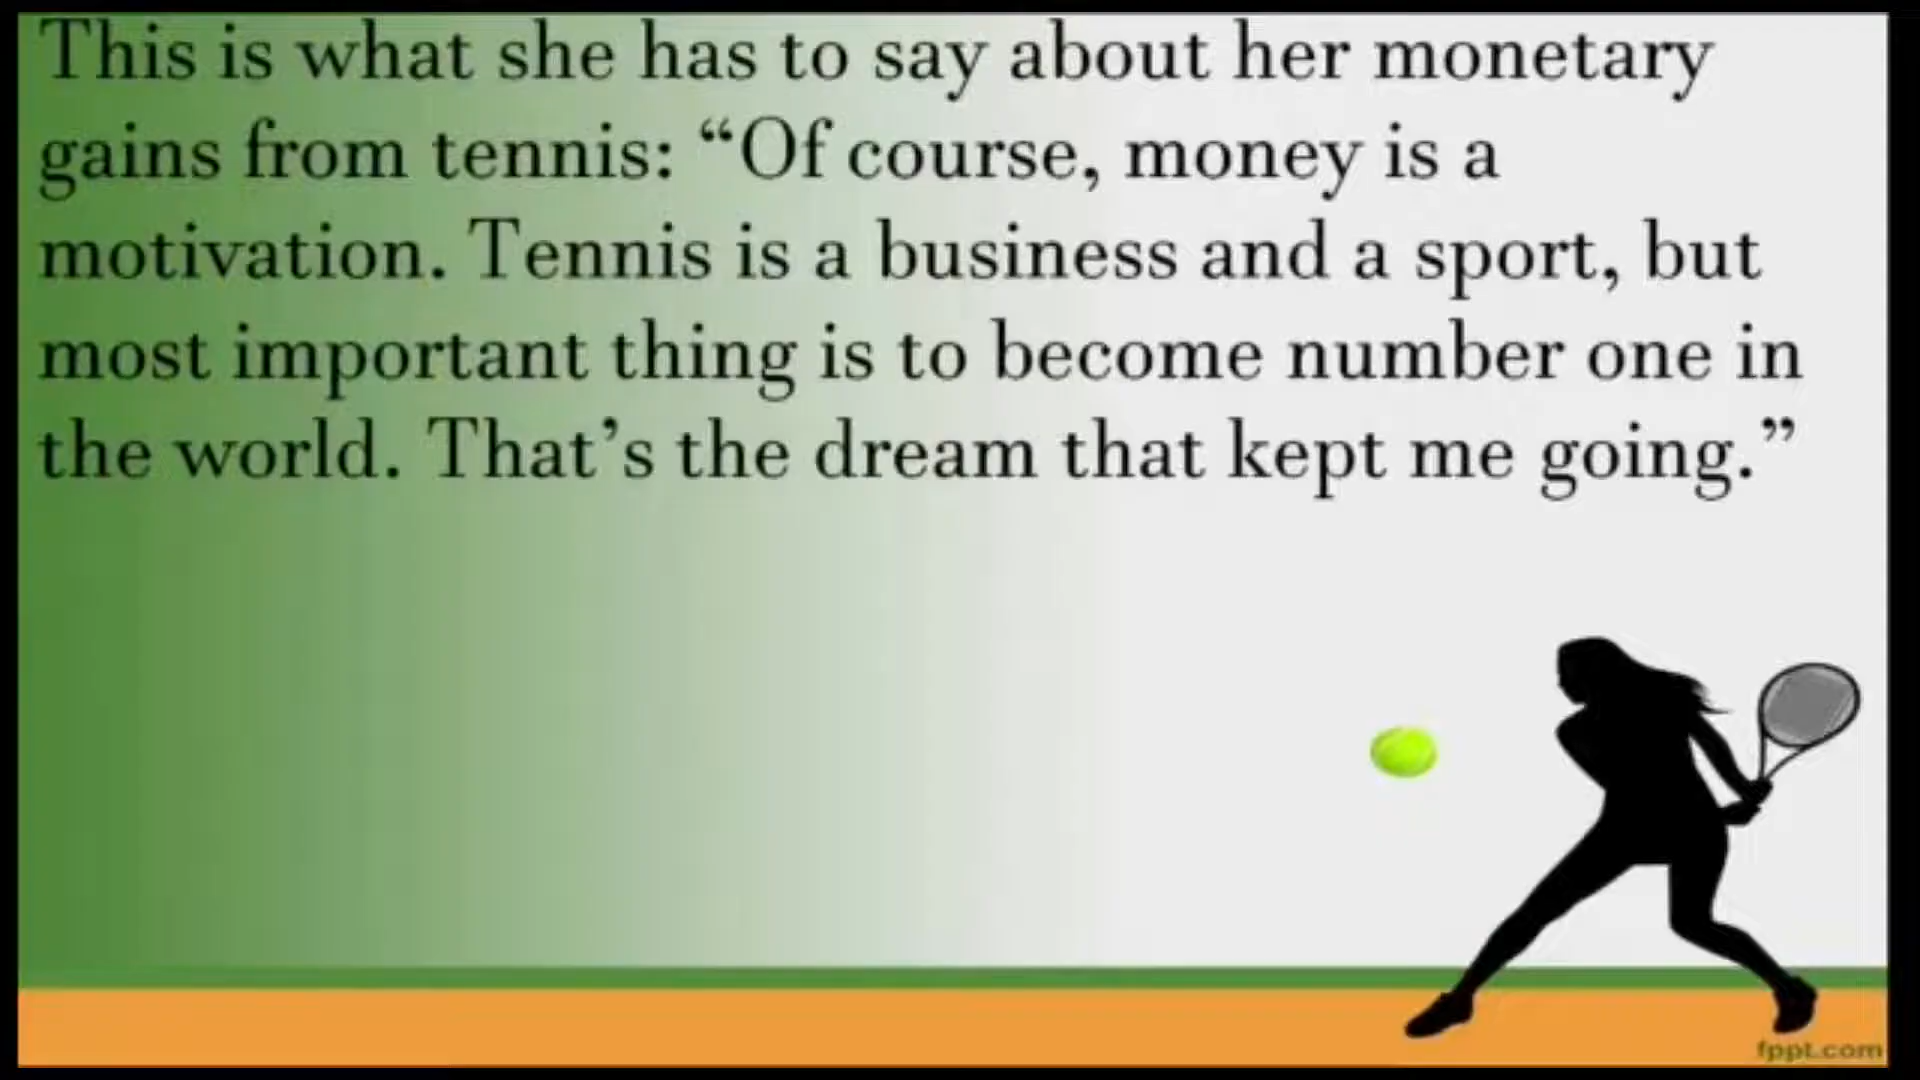 This is what she has to say about her monetary
gains from tennis: “Of course, money is a
motivation. Tennis is a business and a sport, but
most important thing is to become number one in
the world. That’s the dream that kept me going.”
fppt.com